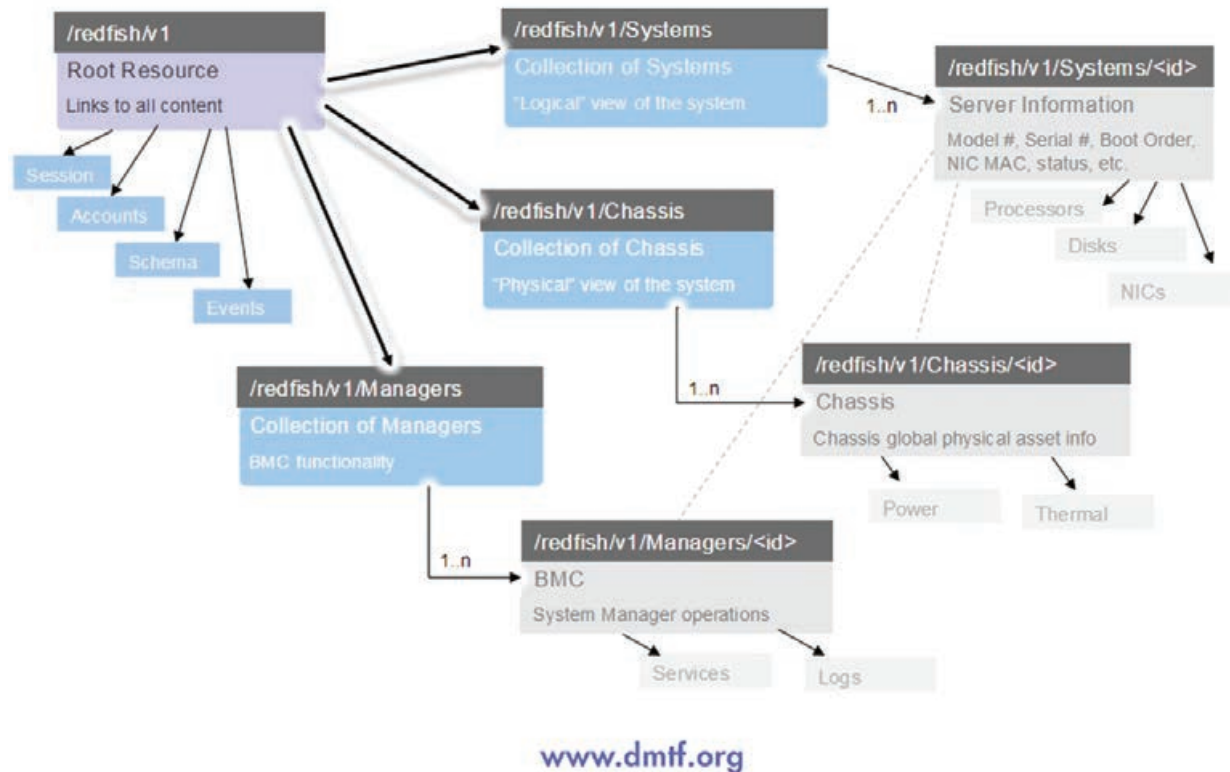 /redfish/v1
Root Resource
Links to all content
Session
Accounts
Schema
Events
/redfish/v1/Systems
Collection of Systems
"Logical" view of the system
1..n
/redfish/v1/Systems/<id>
Server Information
Model #, Serial #, Boot Order,
NIC MAC, status, etc.
Processors
Disks
NICs
/redfish/v1/Chassis
Collection of Chassis
"Physical" view of the system
1..n
/redfish/v1/Chassis/<id>
Chassis
Chassis global physical asset info
Power
Thermal
/redfish/v1/Managers
Collection of Managers
BMC functionality
1..n
/redfish/v1/Managers/<id>
BMC
System Manager operations
Services
Logs
www.dmtf.org